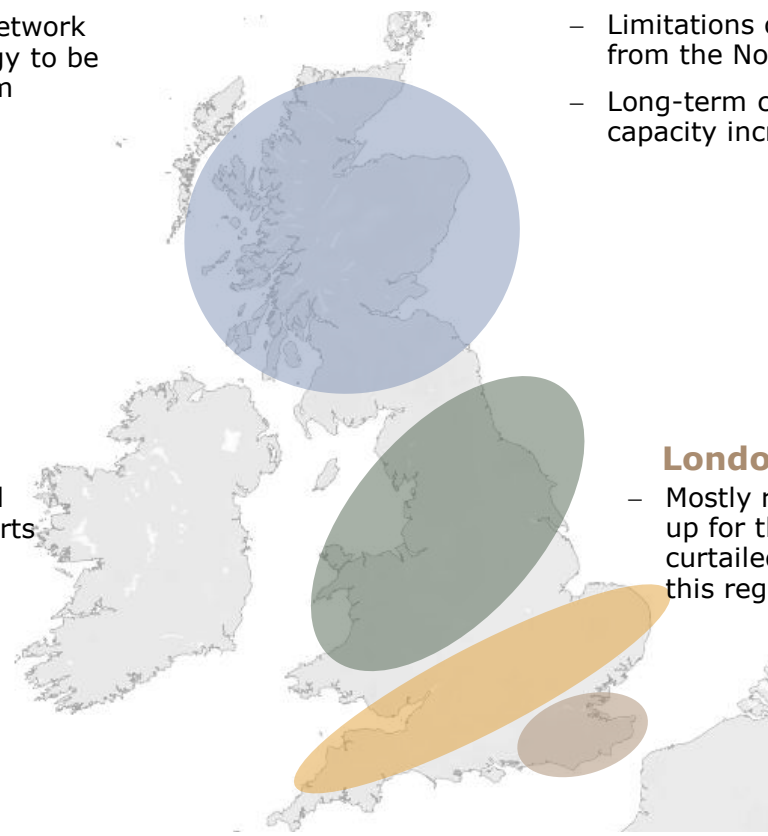 etwork
gy to be
m
– Limitations
from the No
– Long-term
capacity incr
l
rts
Londo
– Mostly
up for th
curtailed
this reg